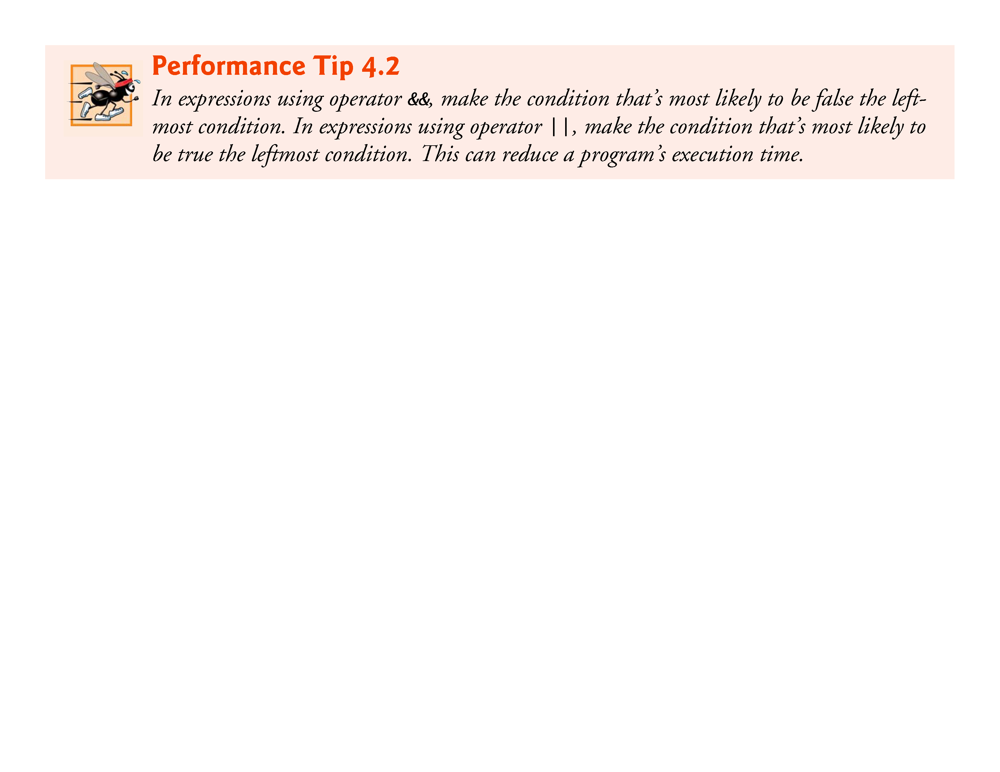 Performance Tip 4.2
In expressions using operator &&, make the condition that’s most likely to be false the left-
most condition. In expressions using operator ||, make the condition that’s most likely to
be true the leftmost condition. This can reduce a program’s execution time.